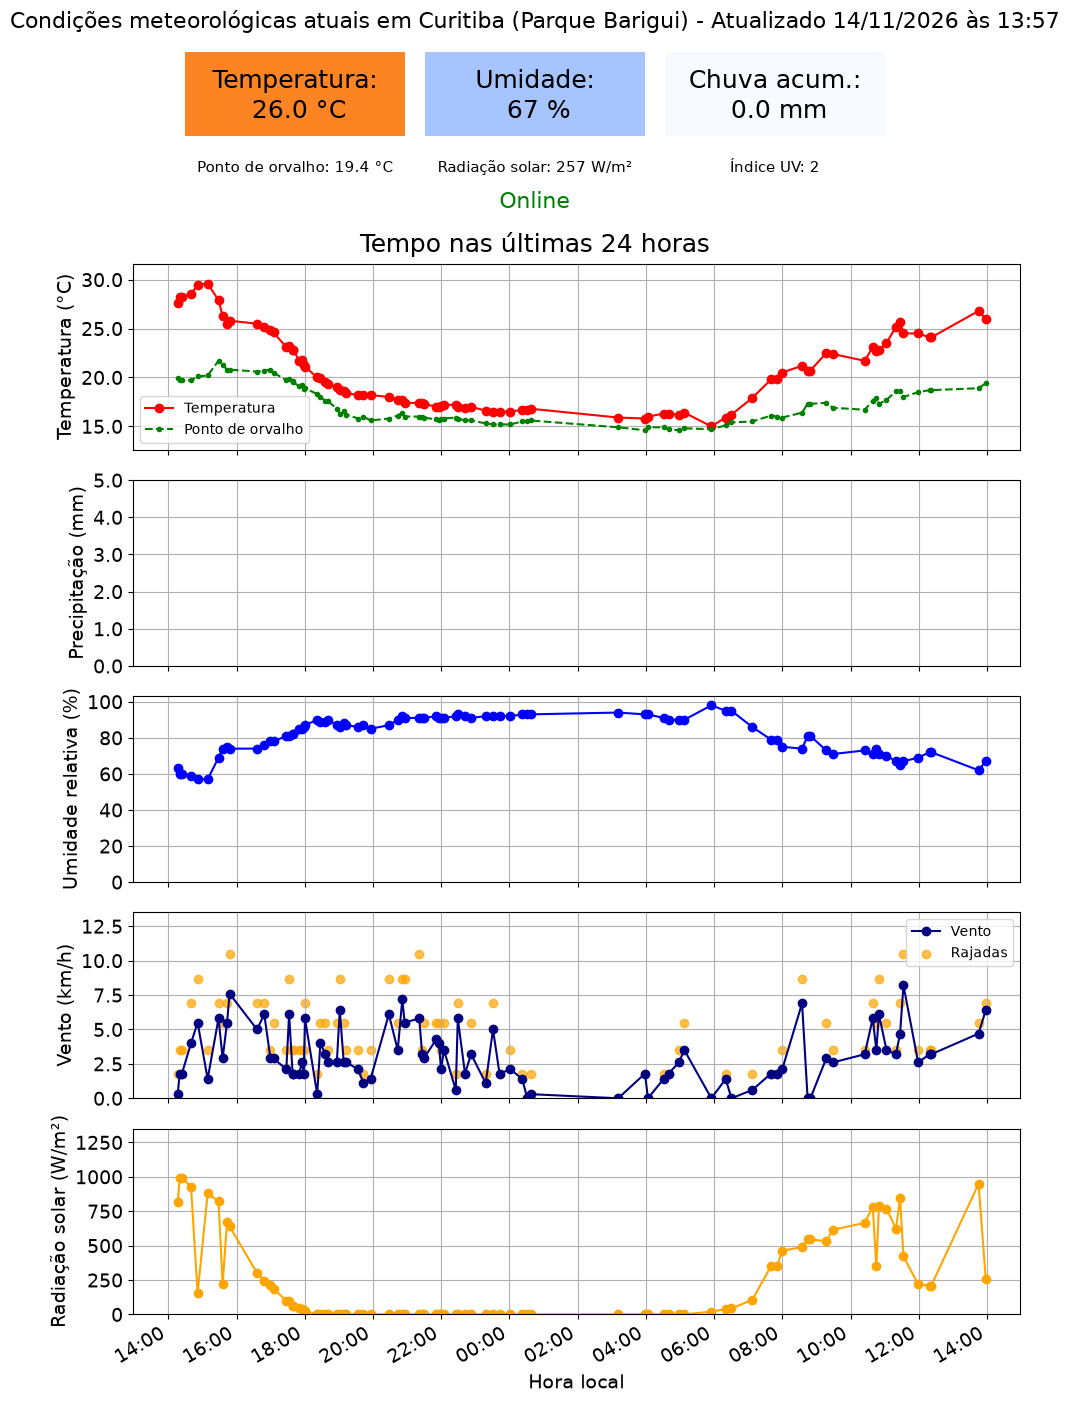 Condições meteorológicas atuais em Curitiba (Parque Barigui) - Atualizado 14/11/2026 às 13:57
Temperatura:
26.0 °C
Umidade:
67 %
Chuva acum.:
0.0 mm
Ponto de orvalho: 19.4 °C
Radiação solar: 257 W/m²
Índice UV: 2
Online
Tempo nas últimas 24 horas
Temperatura (°C)
30.0
25.0
20.0
15.0
Temperatura
Ponto de orvalho
Precipitação (mm)
5.0
4.0
3.0
2.0
1.0
0.0
Umidade relativa (%)
100
80
60
40
20
0
Vento (km/h)
12.5
10.0
7.5
5.0
2.5
0.0
Vento
Rajadas
Radiação solar (W/m²)
1250
1000
750
500
250
0
14:00
16:00
18:00
20:00
22:00
00:00
02:00
04:00
06:00
08:00
10:00
12:00
14:00
Hora local